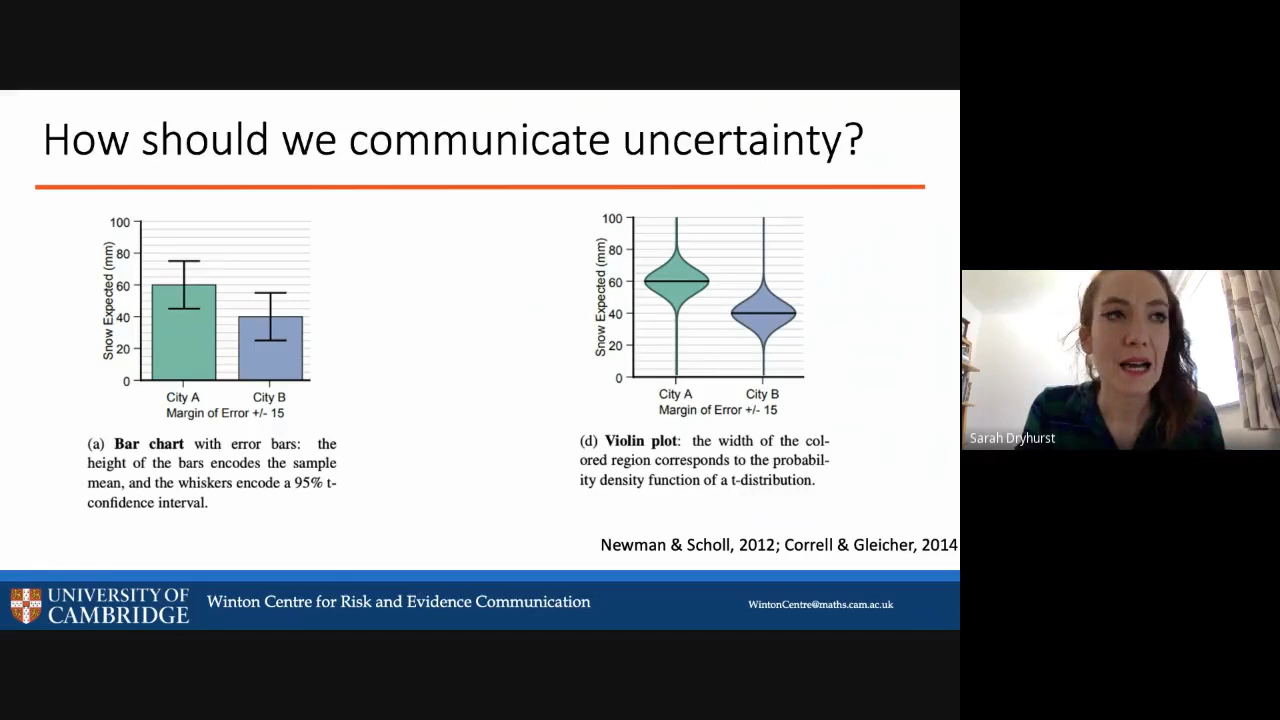 How should we communicate uncertainty?
100
80
60
40
20
0
Snow Expected (mm)
City A
City B
Margin of Error +/- 15
(a) Bar chart with error bars: the
height of the bars encodes the sample
mean, and the whiskers encode a 95% t-
confidence interval.
100
80
60
40
20
0
Snow Expected (mm)
City A
City B
Margin of Error +/- 15
(d) Violin plot: the width of the col-
ored region corresponds to the probabil-
ity density function of a t-distribution.
Newman & Scholl, 2012; Correll & Gleicher, 2014
UNIVERSITY OF
CAMBRIDGE
Winton Centre for Risk and Evidence Communication
WintonCentre@maths.cam.ac.uk
Sarah Dryhurst